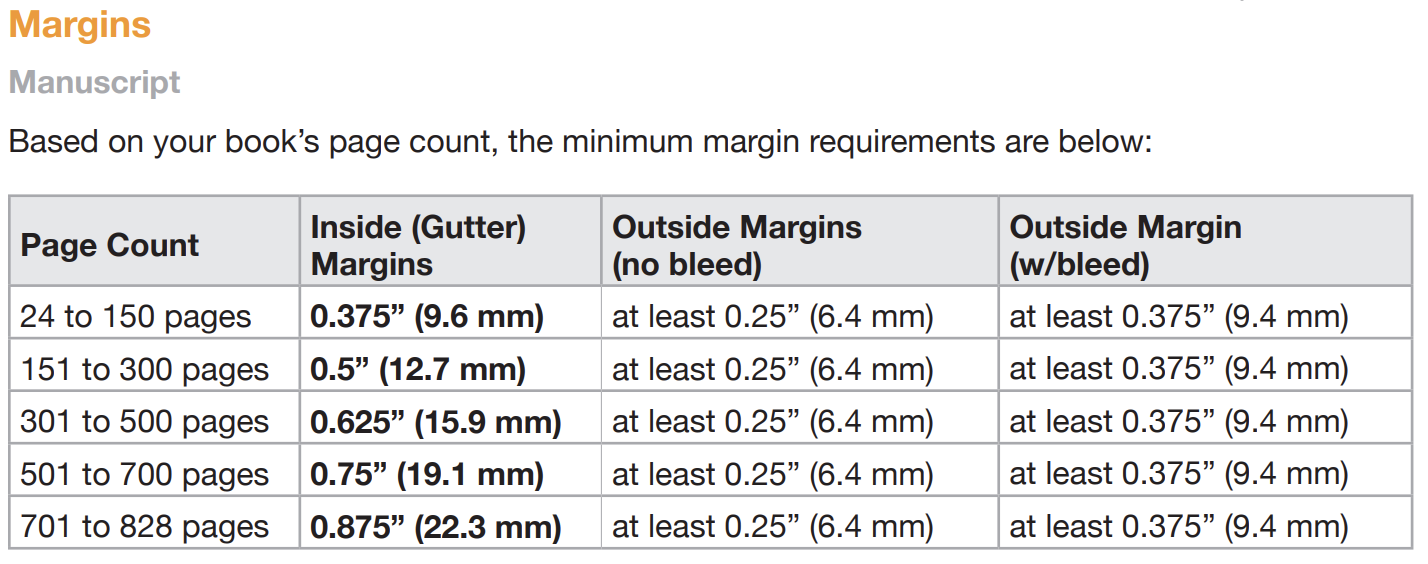 Margins
Manuscript
Based on your book’s page count, the minimum margin requirements are below:
Page Count
Inside (Gutter)
Margins
Outside Margins
(no bleed)
Outside Margin
(w/bleed)
24 to 150 pages 0.375” (9.6 mm) at least 0.25” (6.4 mm) at least 0.375” (9.4 mm)
151 to 300 pages 0.5” (12.7 mm) at least 0.25” (6.4 mm) at least 0.375” (9.4 mm)
301 to 500 pages 0.625” (15.9 mm) at least 0.25” (6.4 mm) at least 0.375” (9.4 mm)
501 to 700 pages 0.75” (19.1 mm) at least 0.25” (6.4 mm) at least 0.375” (9.4 mm)
701 to 828 pages 0.875” (22.3 mm) at least 0.25” (6.4 mm) at least 0.375” (9.4 mm)